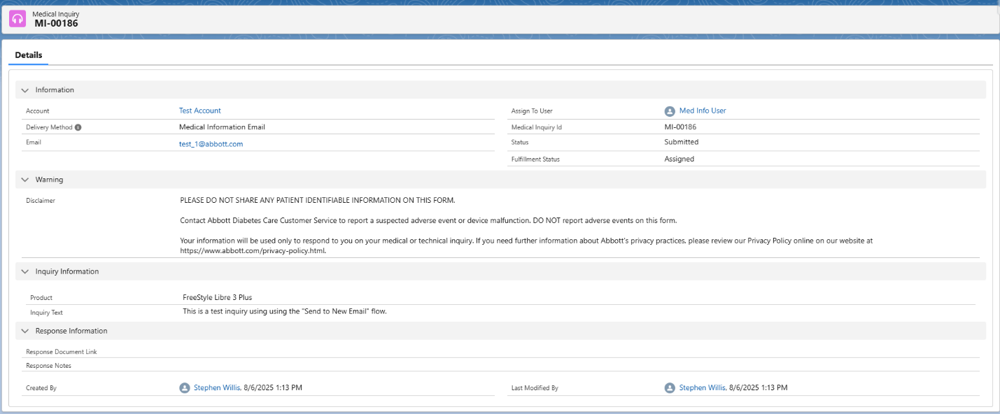 Medical Inquiry
MI-00186
Details
Information
Account Test Account Assign To User Med Info User
Delivery Method Medical Information Email Medical Inquiry Id MI-00186
Email test_1@abbott.com Status Submitted
Fulfillment Status Assigned
Warning
Disclaimer PLEASE DO NOT SHARE ANY PATIENT IDENTIFIABLE INFORMATION ON THIS FORM.
Contact Abbott Diabetes Care Customer Service to report a suspected adverse event or device malfunction. DO NOT report adverse events on this form.
Your information will be used only to respond to you on your medical or technical inquiry. If you need further information about Abbott's privacy practices, please review our Privacy Policy online on our website at
https://www.abbott.com/privacy-policy.html.
Inquiry Information
Product FreeStyle Libre 3 Plus
Inquiry Text This is a test inquiry using using the "Send to New Email" flow.
Response Information
Response Document Link
Response Notes
Created By Stephen Willis, 8/6/2025 1:13 PM Last Modified By Stephen Willis, 8/6/2025 1:13 PM